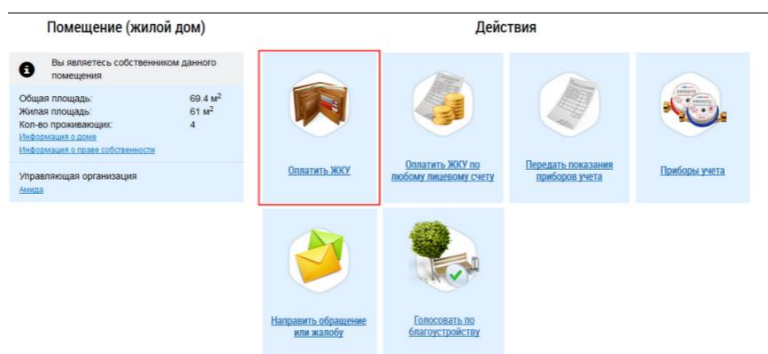 Помещение (жилой дом)
Действия
Вы являетесь собственником данного
помещения
Общая площадь: 69.4 м²
Жилая площадь: 61 м²
Кол-во проживающих: 4
Информация о доме
Информация о праве собственности
Управляющая организация
Амида
Оплатить ЖКУ
Оплатить ЖКУ по
любому лицевому счету
Передать показания
приборов учета
Приборы учета
Направить обращение
или жалобу
Голосовать по
благоустройству